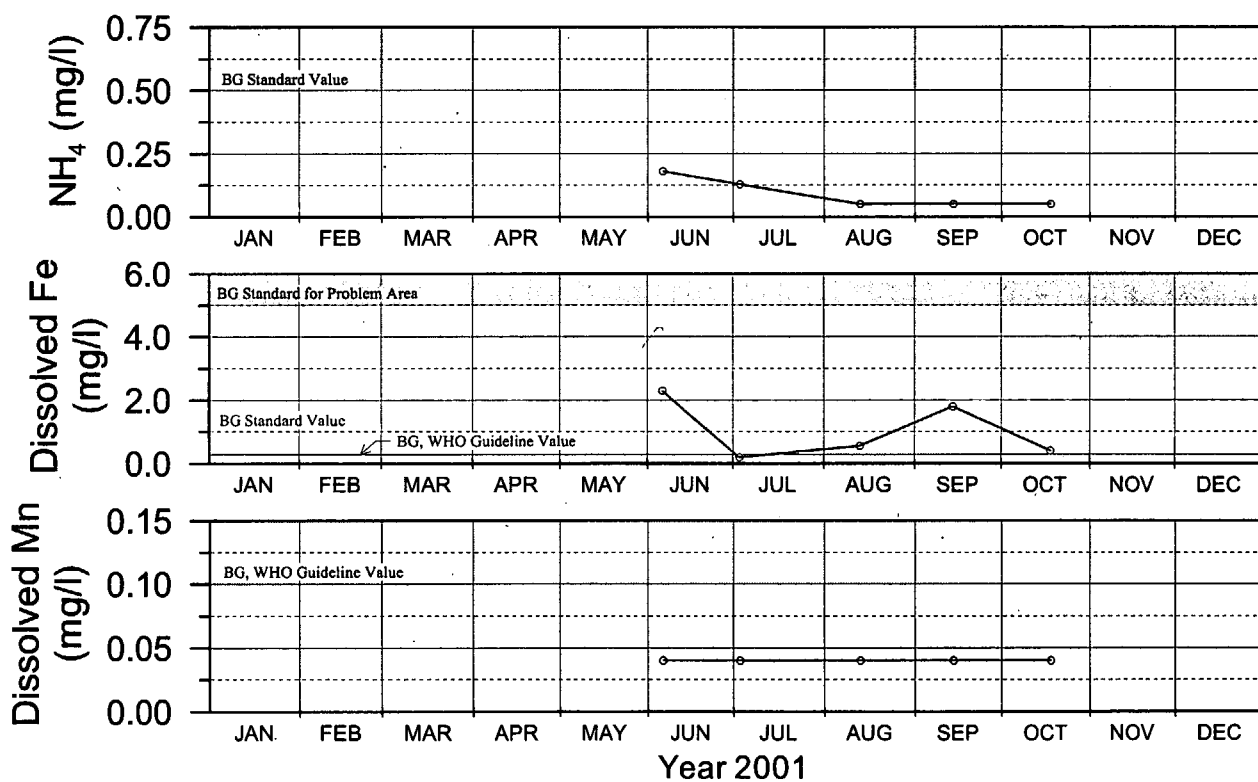 NH₄ (mg/l)
0.75
0.50
0.25
0.00
BG Standard Value
JAN FEB MAR APR MAY JUN JUL AUG SEP OCT NOV DEC
Dissolved Fe
(mg/l)
6.0
4.0
2.0
0.0
BG Standard for Problem Area
BG Standard Value
BG, WHO Guideline Value
JAN FEB MAR APR MAY JUN JUL AUG SEP OCT NOV DEC
Dissolved Mn
(mg/l)
0.15
0.10
0.05
0.00
BG, WHO Guideline Value
JAN FEB MAR APR MAY JUN JUL AUG SEP OCT NOV DEC
Year 2001